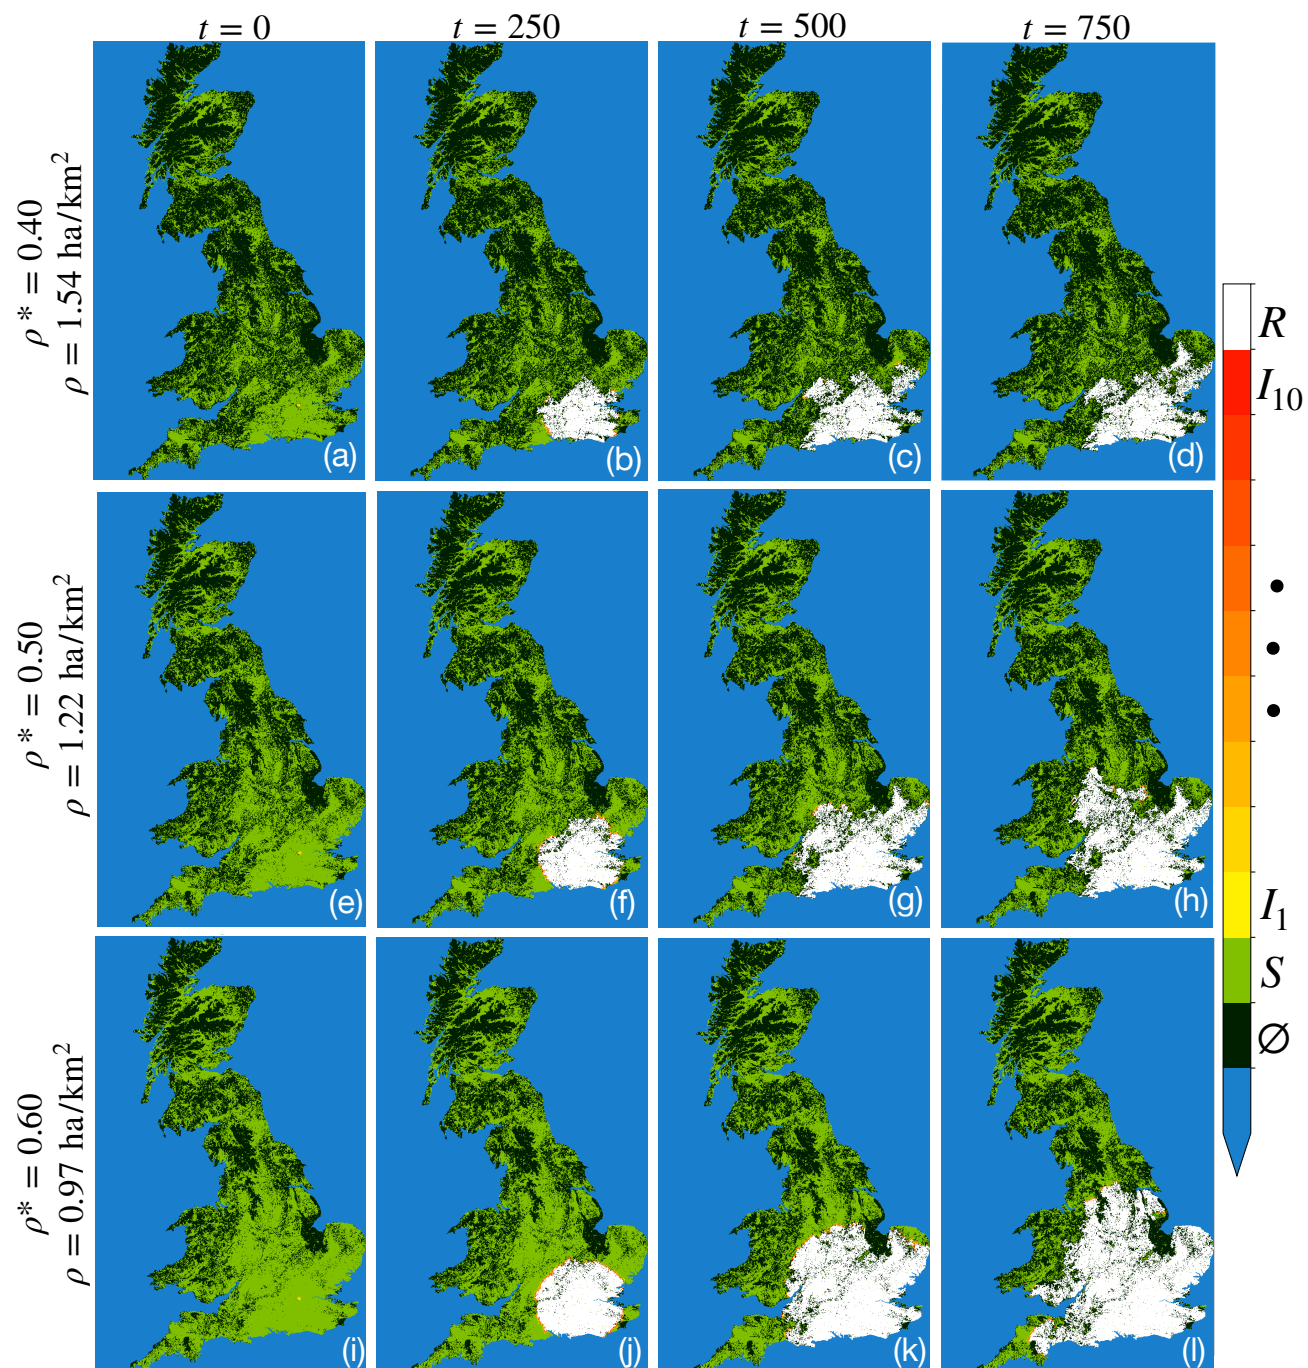 t = 0
t = 250
t = 500
t = 750
ρ* = 0.40
ρ = 1.54 ha/km²
(a)
(b)
(c)
(d)
ρ* = 0.50
ρ = 1.22 ha/km²
(e)
(f)
(g)
(h)
ρ* = 0.60
ρ = 0.97 ha/km²
(i)
(j)
(k)
(l)
R
I₁₀
I₁
S
∅